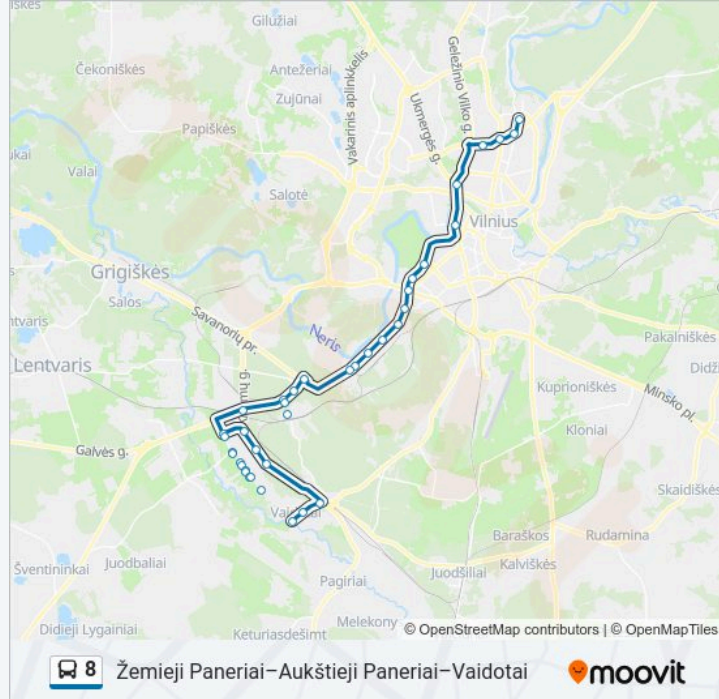 Gilužiai
Čekoniškės
Antežeriai
Zujūnai
Vakarinis aplinkkelis
Geležinio Vilko g.
Ukmergės g.
Papiškės
Valai
Salotė
Vilnius
Grigiškės
Salos
Savanorių pr.
Neris
Lentvaris
Pakalniškės
Kuprioniškės
Minsko pl.
Kloniai
Galvės g.
Skaidiškės
Baraškos
Rudamina
Kalviškės
Juodšiliai
Šventininkai
Juodbaliai
Pagiriai
Melekonys
Didieji Lygainiai
Keturiasdešimt
© OpenStreetMap contributors | © OpenMapTiles
8 Žemieji Paneriai–Aukštieji Paneriai–Vaidotai
moovit